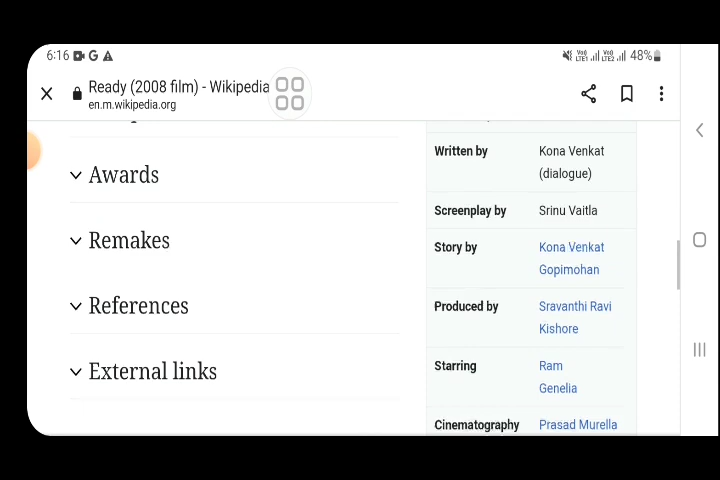 6:16
48%
Ready (2008 film) - Wikipedia
en.m.wikipedia.org
Awards
Remakes
References
External links
Written by Kona Venkat
(dialogue)
Screenplay by Srinu Vaitla
Story by Kona Venkat
Gopimohan
Produced by Sravanthi Ravi
Kishore
Starring Ram
Genelia
Cinematography Prasad Murella